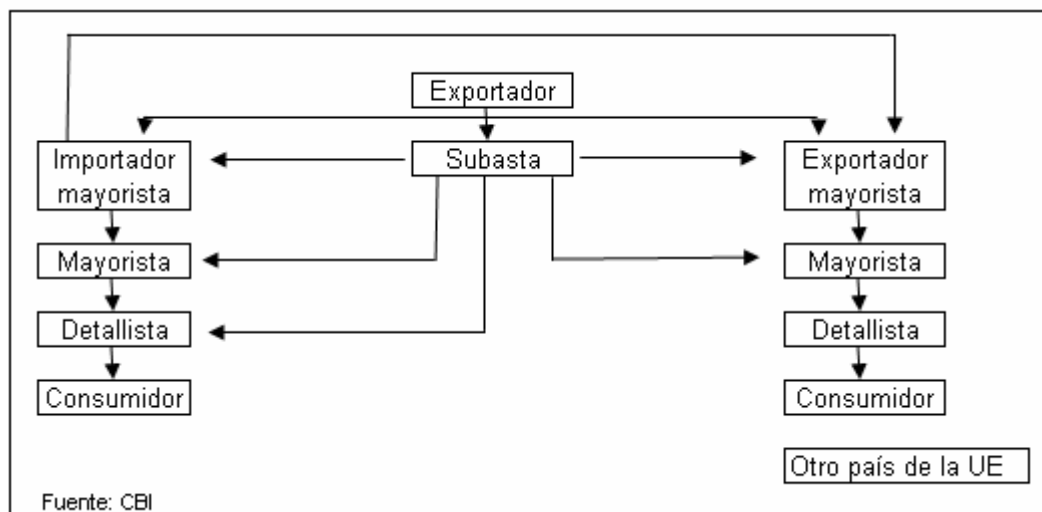 Exportador
Importador
mayorista
Subasta
Exportador
mayorista
Mayorista
Mayorista
Detallista
Detallista
Consumidor
Consumidor
Otro país de la UE
Fuente: CBI